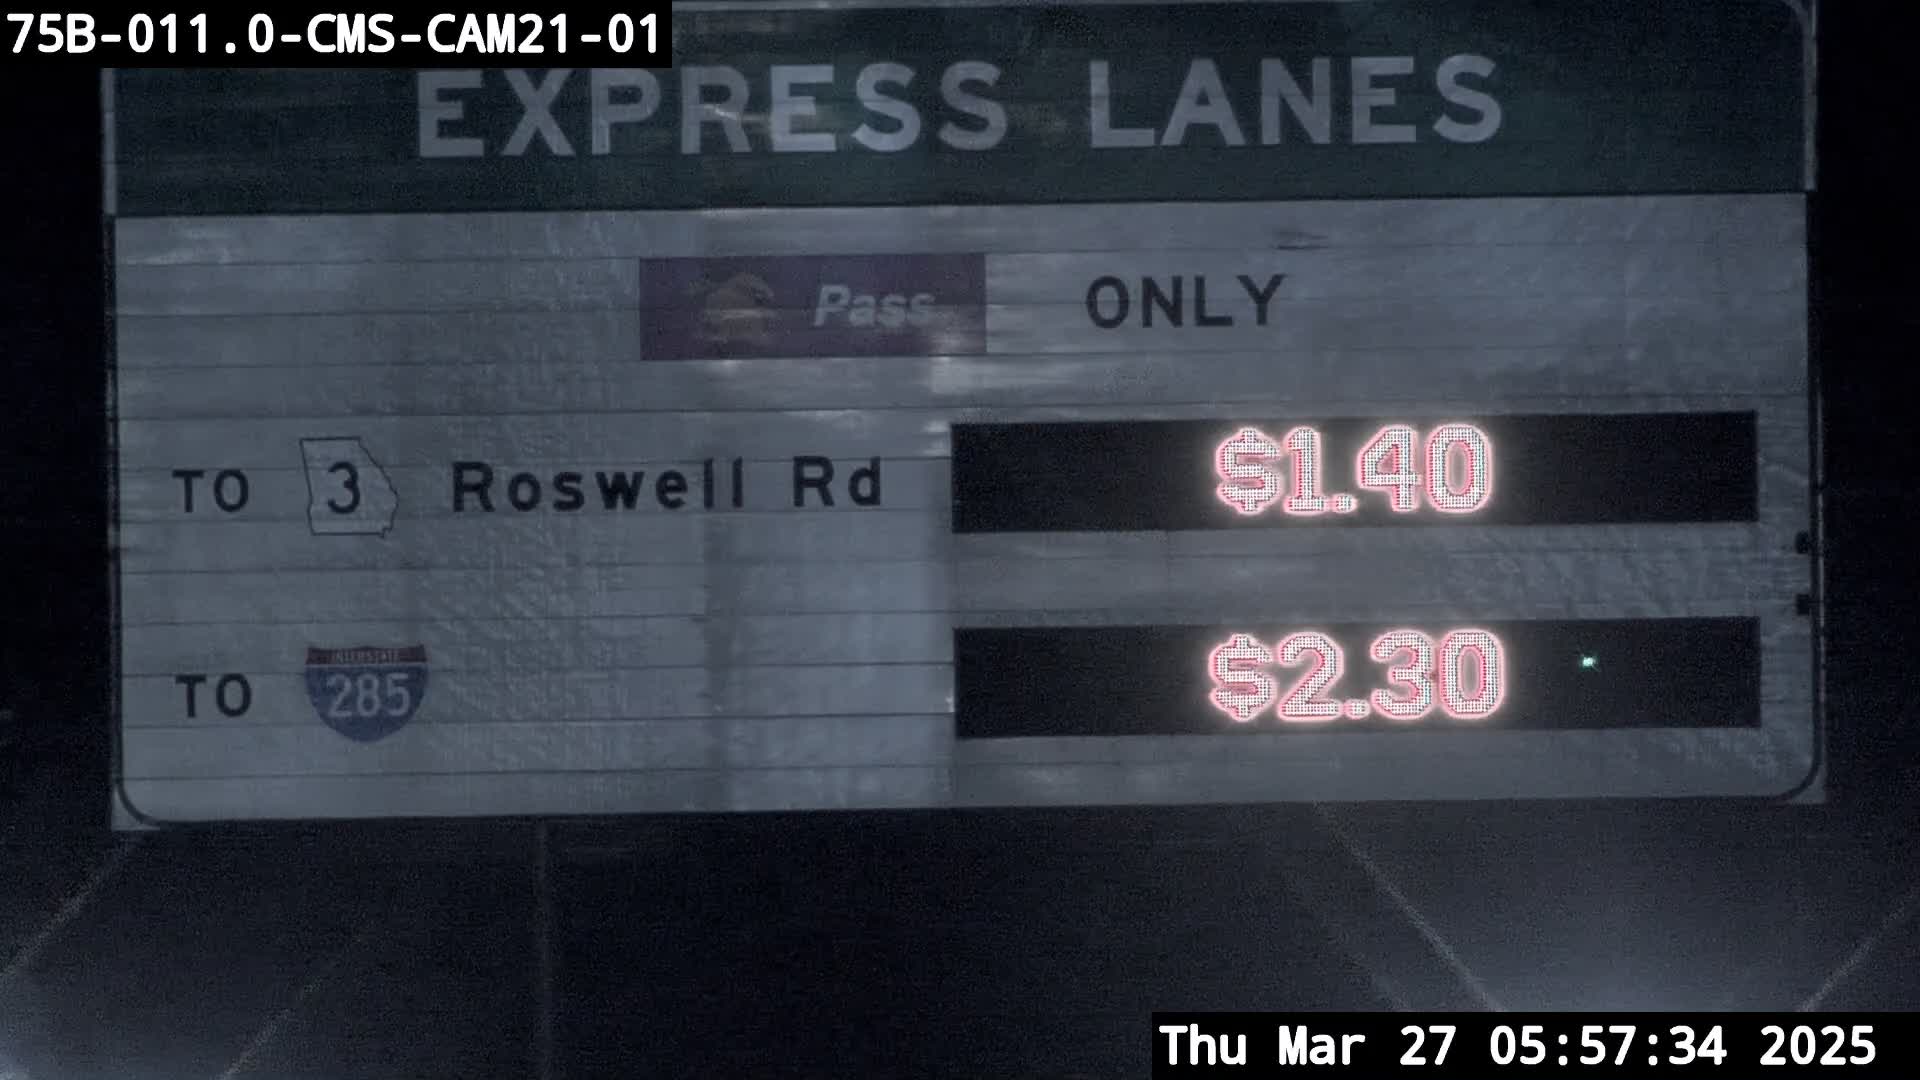 75B-011.0-CMS-CAM21-01
EXPRESS LANES
Pass ONLY
TO 3 Roswell Rd $1.40
TO INTERSTATE 285 $2.30
Thu Mar 27 05:57:34 2025